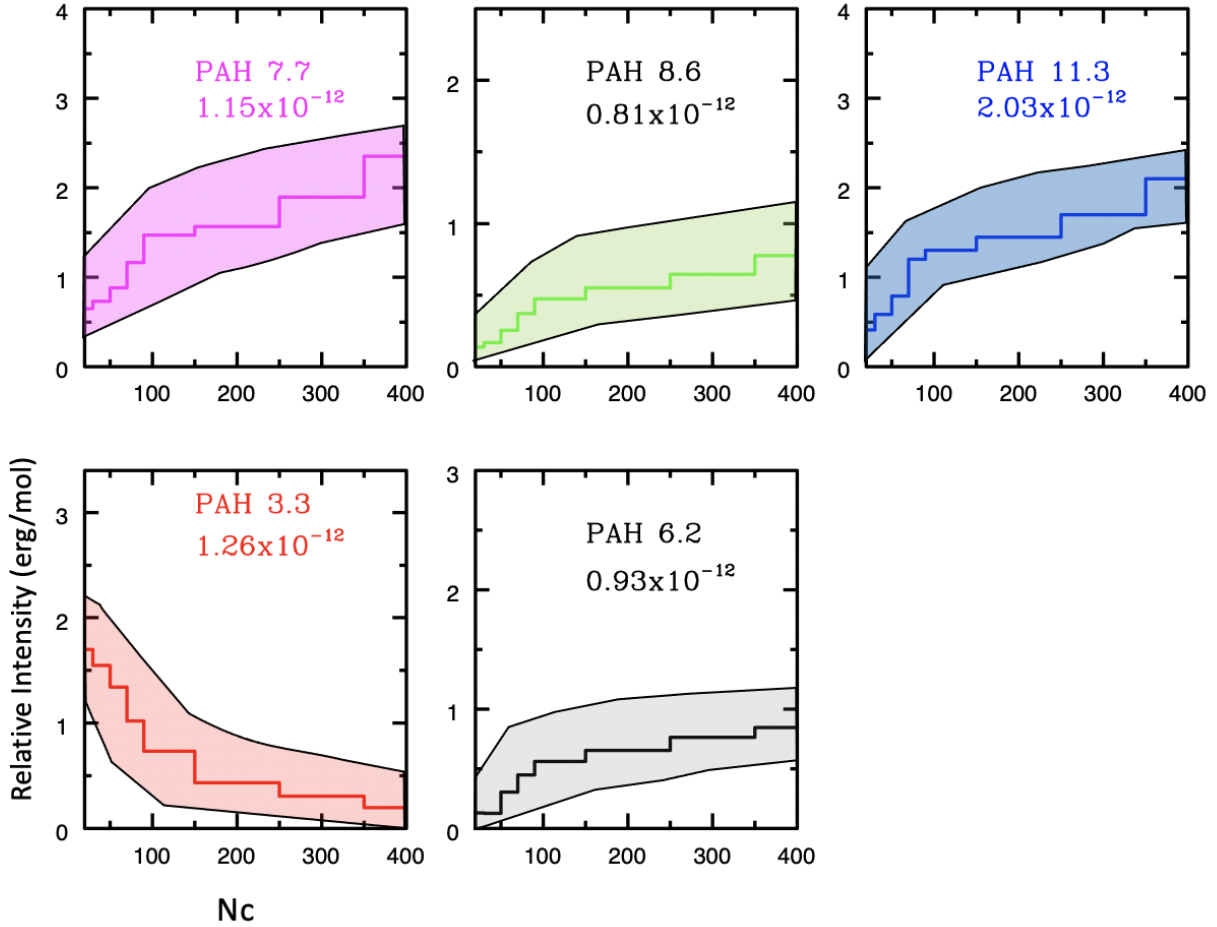 4
3
2
1
0
PAH 7.7
1.15x10⁻¹²
100 200 300 400
2
1
0
PAH 8.6
0.81x10⁻¹²
100 200 300 400
4
3
2
1
0
PAH 11.3
2.03x10⁻¹²
100 200 300 400
Relative Intensity (erg/mol)
3
2
1
0
PAH 3.3
1.26x10⁻¹²
100 200 300 400
Nc
3
2
1
0
PAH 6.2
0.93x10⁻¹²
100 200 300 400